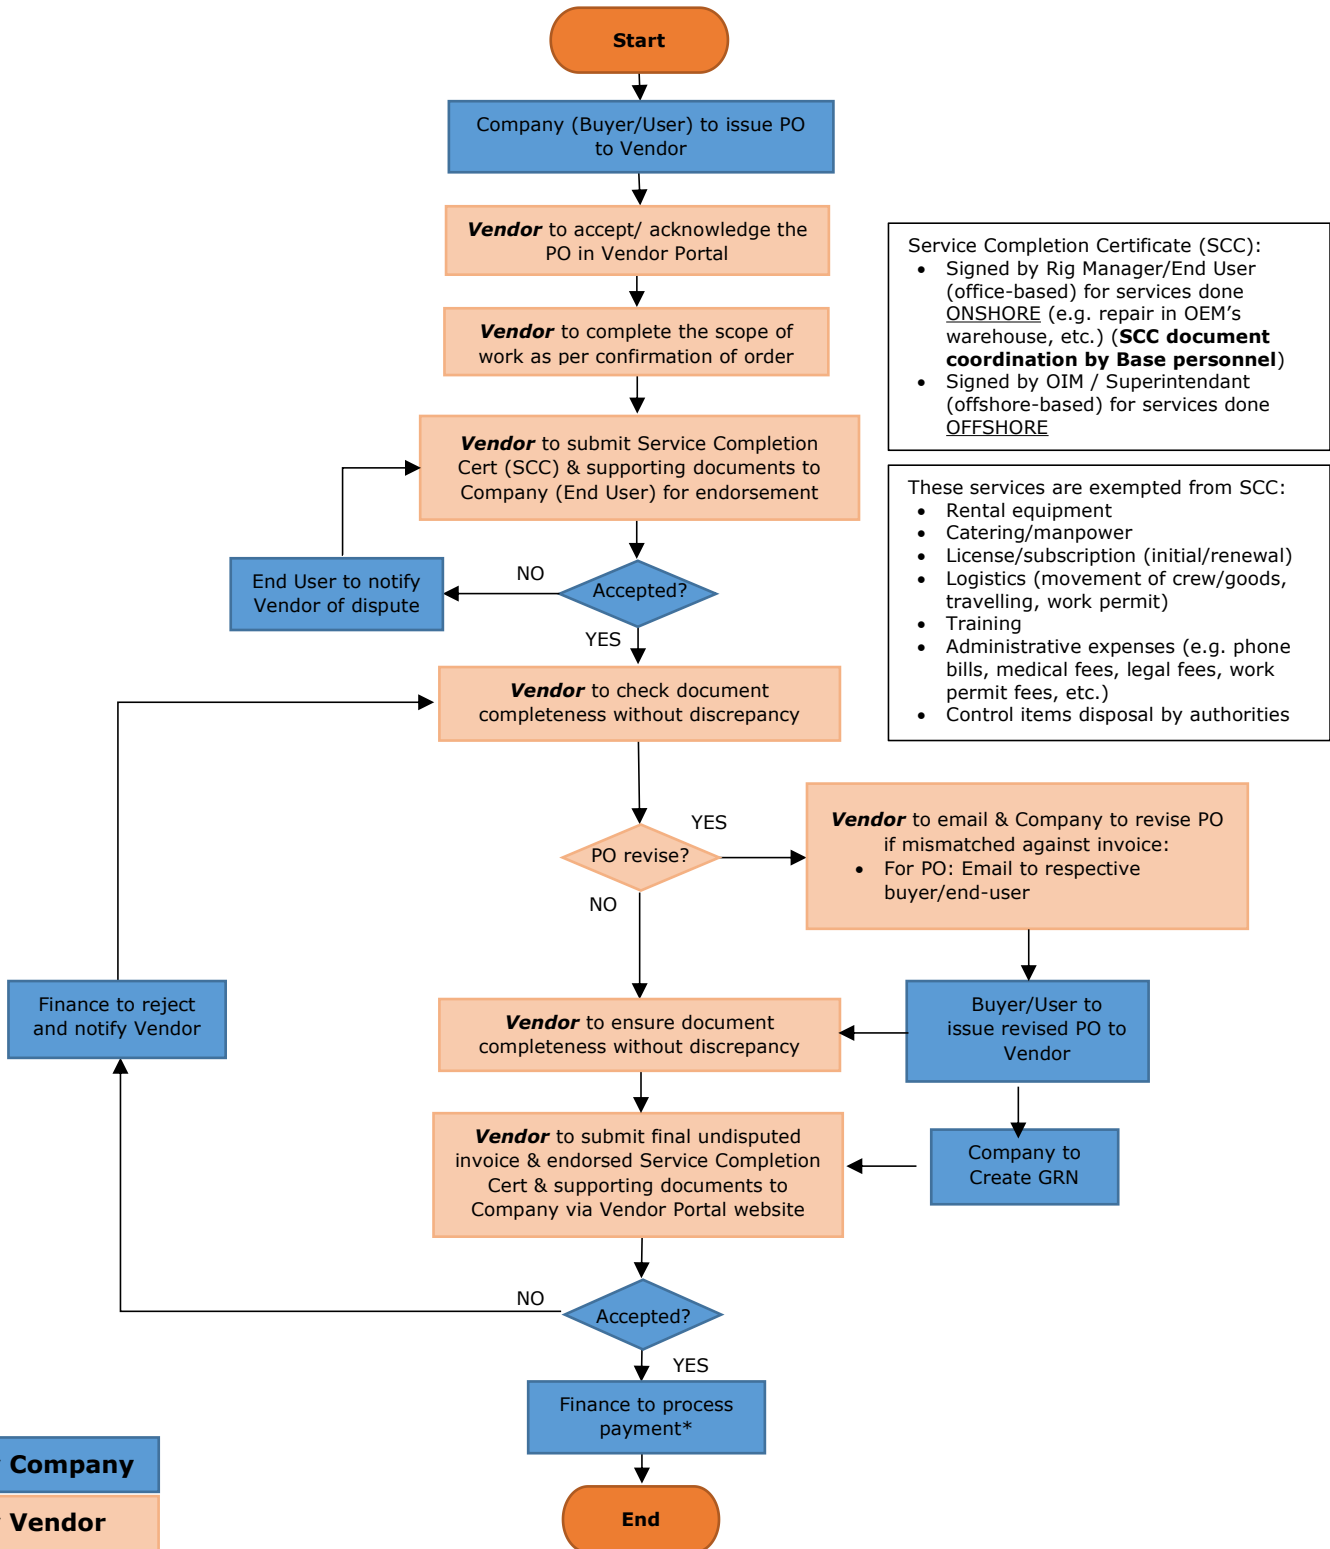 Start
Company (Buyer/User) to issue PO
to Vendor
Vendor to accept/ acknowledge the
PO in Vendor Portal
Vendor to complete the scope of
work as per confirmation of order
Service Completion Certificate (SCC):
• Signed by Rig Manager/End User
(office-based) for services done
ONSHORE (e.g. repair in OEM’s
warehouse, etc.) (SCC document
coordination by Base personnel)
• Signed by OIM / Superintendant
(offshore-based) for services done
OFFSHORE
Vendor to submit Service Completion
Cert (SCC) & supporting documents to
Company (End User) for endorsement
These services are exempted from SCC:
• Rental equipment
• Catering/manpower
• License/subscription (initial/renewal)
• Logistics (movement of crew/goods,
travelling, work permit)
• Training
• Administrative expenses (e.g. phone
bills, medical fees, legal fees, work
permit fees, etc.)
• Control items disposal by authorities
End User to notify
Vendor of dispute
NO
Accepted?
YES
Vendor to check document
completeness without discrepancy
PO revise?
YES
NO
Vendor to email & Company to revise PO
if mismatched against invoice:
• For PO: Email to respective
buyer/end-user
Finance to reject
and notify Vendor
Vendor to ensure document
completeness without discrepancy
Buyer/User to
issue revised PO to
Vendor
Vendor to submit final undisputed
invoice & endorsed Service Completion
Cert & supporting documents to
Company via Vendor Portal website
Company to
Create GRN
NO
Accepted?
YES
Finance to process
payment*
Company
Vendor
End